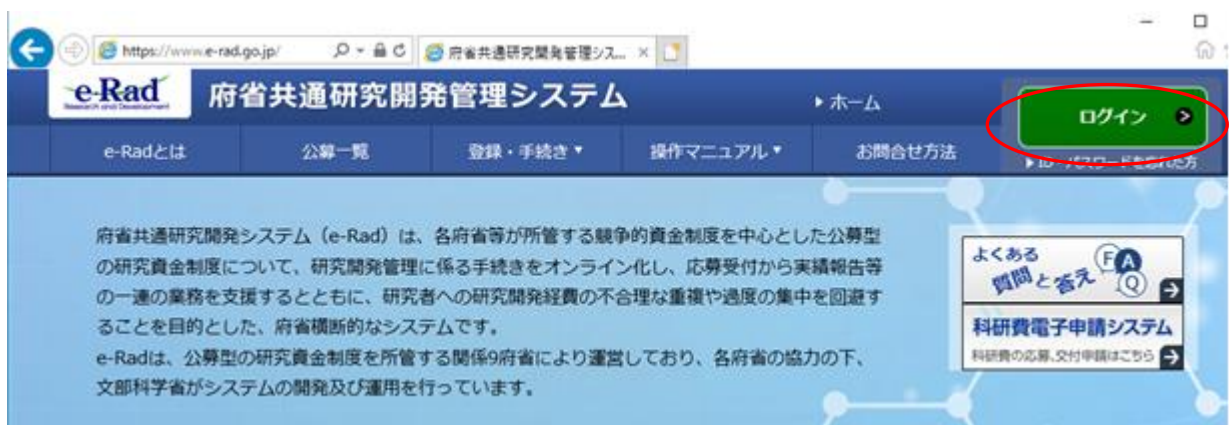 https://www.e-rad.go.jp/
府省共通研究開発管理シス...
e-Rad
Research and Development
府省共通研究開発管理システム
ホーム
ログイン
e-Radとは
公募一覧
登録・手続き▼
操作マニュアル▼
お問合せ方法
ID・パスワードを忘れた方
府省共通研究開発システム（e-Rad）は、各府省等が所管する競争的資金制度を中心とした公募型
の研究資金制度について、研究開発管理に係る手続きをオンライン化し、応募受付から実績報告等
の一連の業務を支援するとともに、研究者への研究開発経費の不合理な重複や過度の集中を回避す
ることを目的とした、府省横断的なシステムです。
e-Radは、公募型の研究資金制度を所管する関係9府省により運営しており、各府省の協力の下、
文部科学省がシステムの開発及び運用を行っています。
よくある
質問と答え
FAQ
科研費電子申請システム
科研費の応募、交付申請はこちら